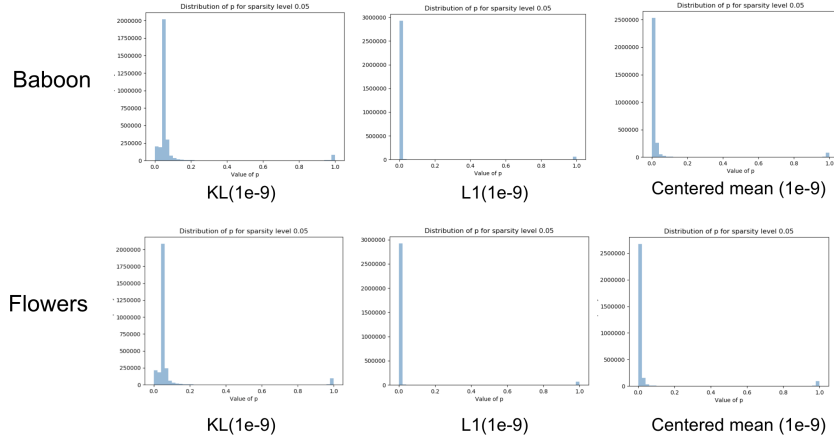 Distribution of p for sparsity level 0.05
2000000
1750000
1500000
1250000
1000000
750000
500000
250000
0
0.0 0.2 0.4 0.6 0.8 1.0
Value of p
KL(1e-9)
Distribution of p for sparsity level 0.05
3000000
2500000
2000000
1500000
1000000
500000
0
0.0 0.2 0.4 0.6 0.8 1.0
Value of p
L1(1e-9)
Distribution of p for sparsity level 0.05
2500000
2000000
1500000
1000000
500000
0
0.0 0.2 0.4 0.6 0.8 1.0
Value of p
Centered mean (1e-9)
Baboon
Distribution of p for sparsity level 0.05
2000000
1750000
1500000
1250000
1000000
750000
500000
250000
0
0.0 0.2 0.4 0.6 0.8 1.0
Value of p
KL(1e-9)
Distribution of p for sparsity level 0.05
3000000
2500000
2000000
1500000
1000000
500000
0
0.0 0.2 0.4 0.6 0.8 1.0
Value of p
L1(1e-9)
Distribution of p for sparsity level 0.05
2500000
2000000
1500000
1000000
500000
0
0.0 0.2 0.4 0.6 0.8 1.0
Value of p
Centered mean (1e-9)
Flowers